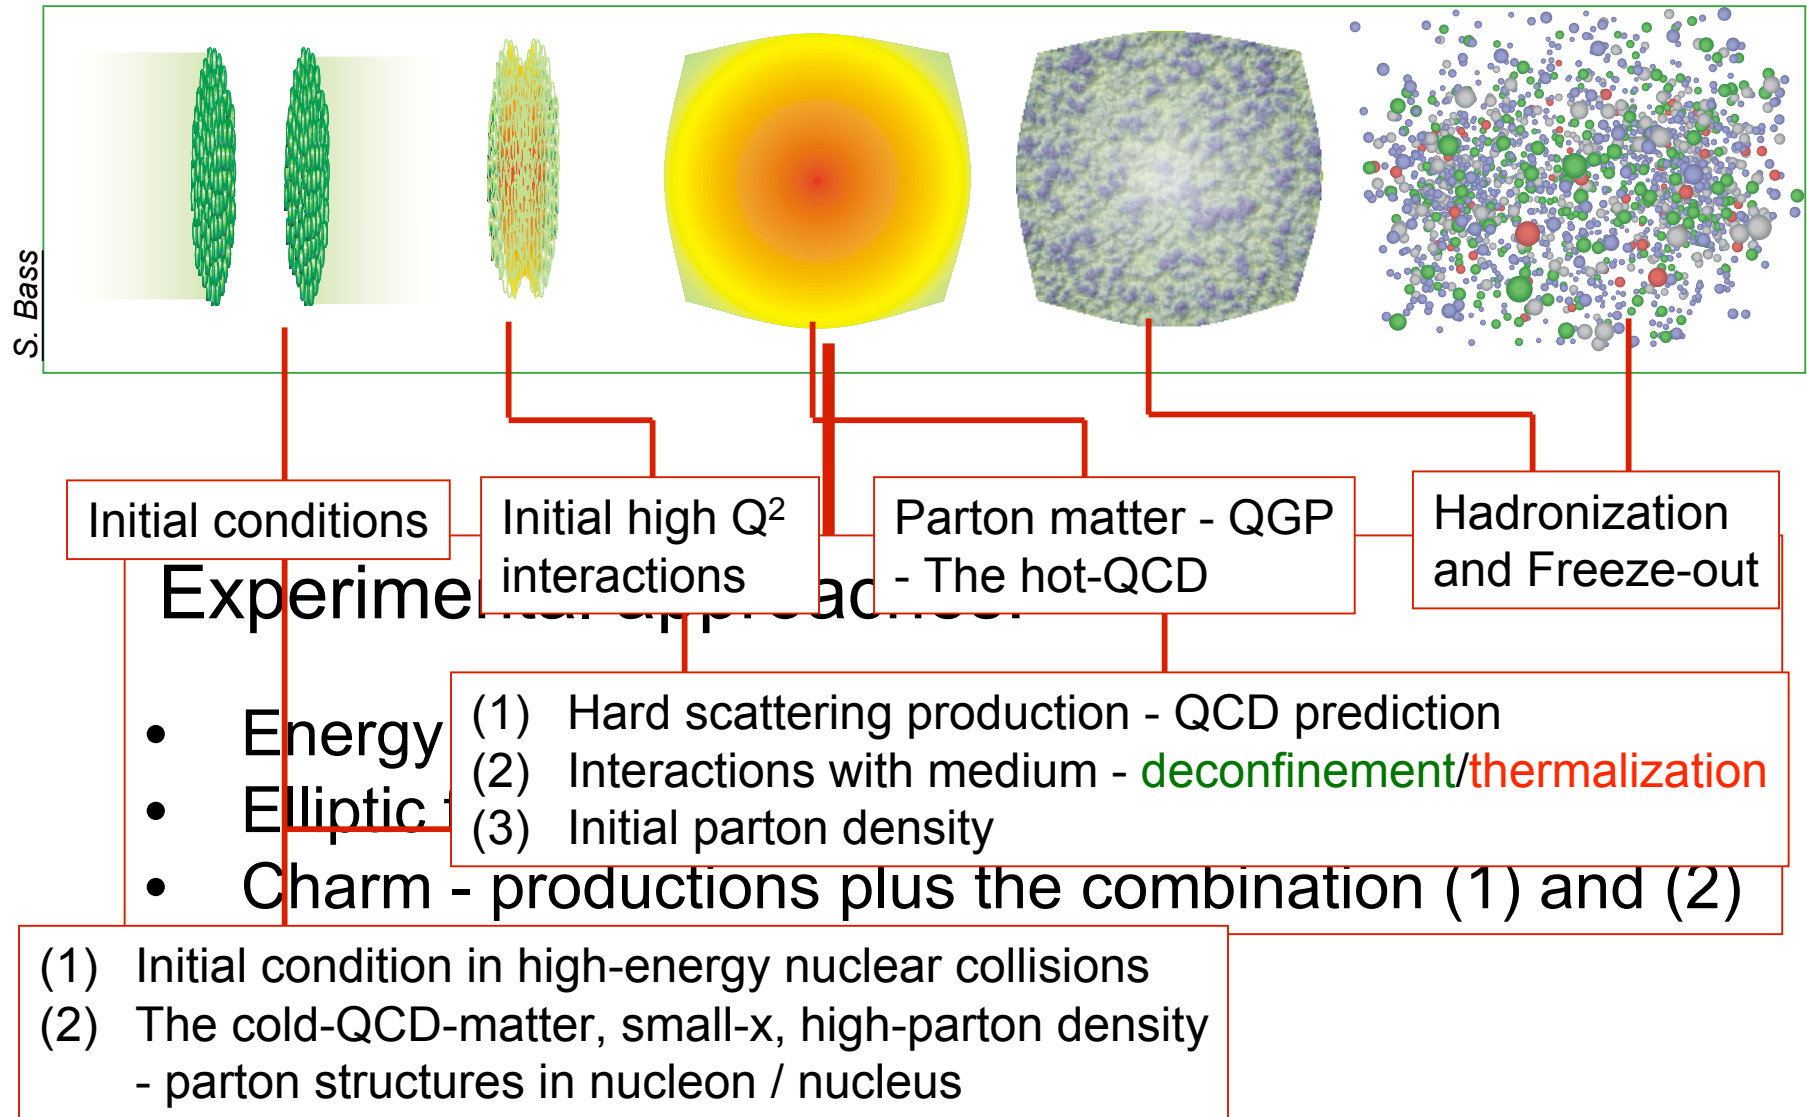 S. Bass
Initial conditions
Initial high Q²
interactions
Parton matter - QGP
- The hot-QCD
Hadronization
and Freeze-out
• Energy
• Elliptic
• Charm - productions plus the combination (1) and (2)
(1) Hard scattering production - QCD prediction
(2) Interactions with medium - deconfinement/thermalization
(3) Initial parton density
(1) Initial condition in high-energy nuclear collisions
(2) The cold-QCD-matter, small-x, high-parton density
- parton structures in nucleon / nucleus